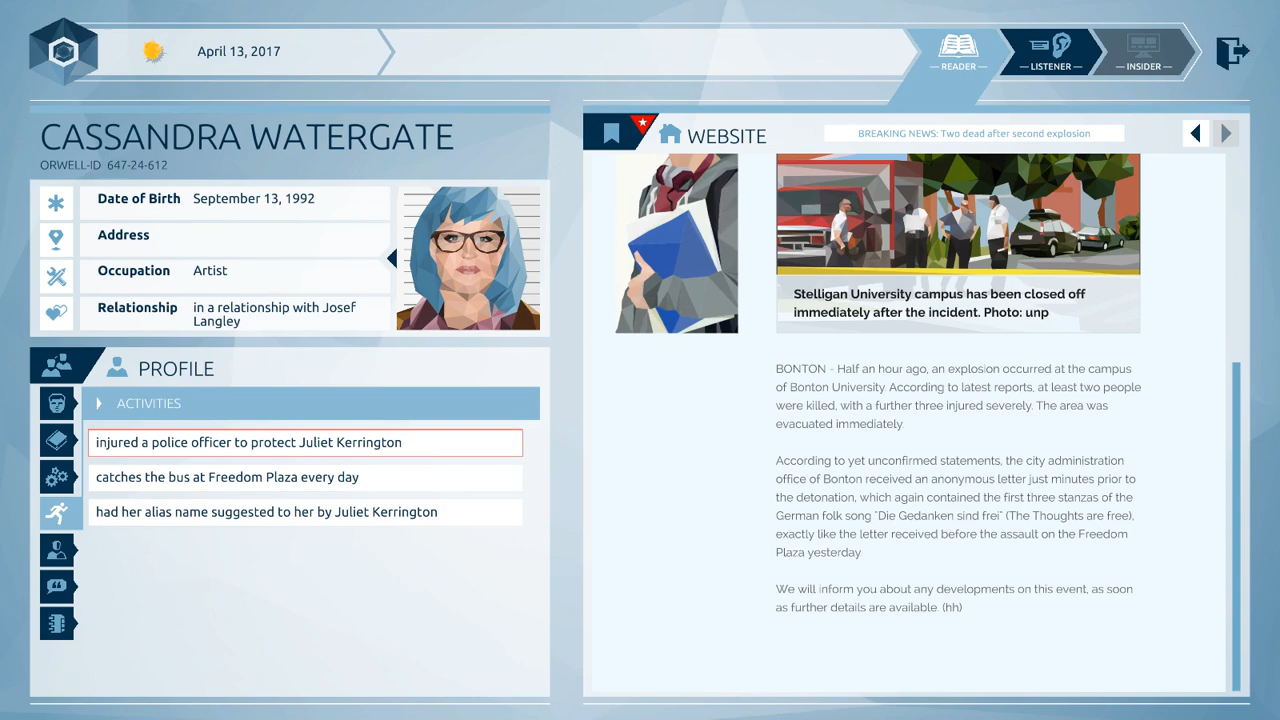 April 13, 2017
— READER —
— LISTENER —
— INSIDER —
CASSANDRA WATERGATE
ORWELL-ID 647-24-612
Date of Birth September 13, 1992
Address
Occupation Artist
Relationship in a relationship with Josef
Langley
PROFILE
ACTIVITIES
injured a police officer to protect Juliet Kerrington
catches the bus at Freedom Plaza every day
had her alias name suggested to her by Juliet Kerrington
WEBSITE
BREAKING NEWS: Two dead after second explosion
Stelligan University campus has been closed off
immediately after the incident. Photo: unp
BONTON - Half an hour ago, an explosion occurred at the campus
of Bonton University. According to latest reports, at least two people
were killed, with a further three injured severely. The area was
evacuated immediately.
According to yet unconfirmed statements, the city administration
office of Bonton received an anonymous letter just minutes prior to
the detonation, which again contained the first three stanzas of the
German folk song "Die Gedanken sind frei" (The Thoughts are free),
exactly like the letter received before the assault on the Freedom
Plaza yesterday.
We will inform you about any developments on this event, as soon
as further details are available. (hh)